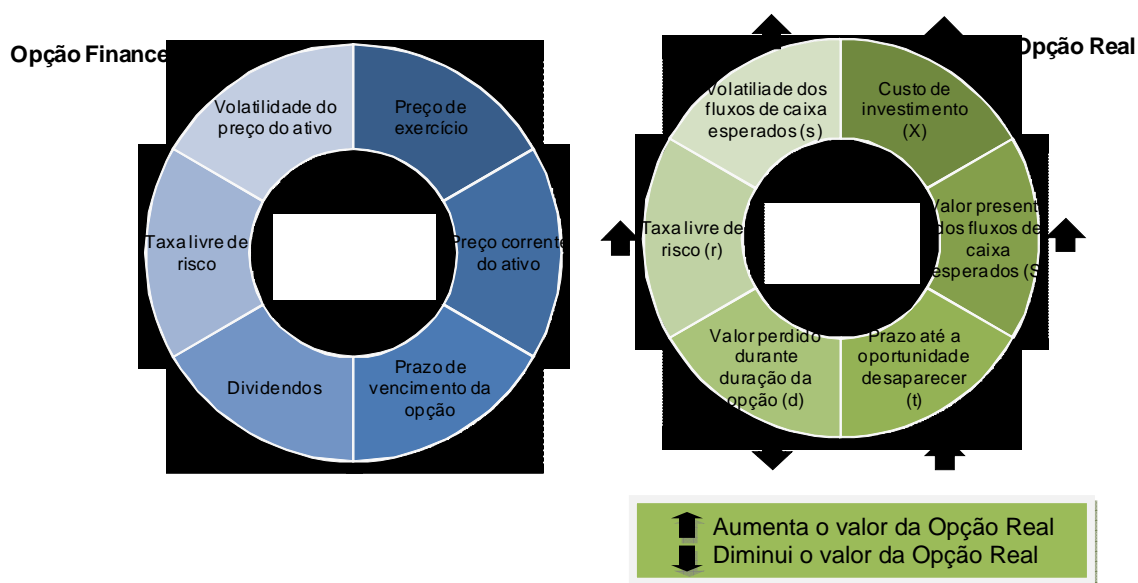 Opção Finance
Volatilidade do
preço do ativo
Preço de
exercício
Taxa livre de
risco
Preço corrente
do ativo
Dividendos
Prazo de
vencimento da
opção
Opção Real
Volatiliade dos
fluxos de caixa
esperados (s)
Custo de
investimento
(X)
Taxa livre de
risco (r)
Valor present
dos fluxos de
caixa
esperados (S
Valor perdido
durante
duração da
opção (d)
Prazo até a
oportunidade
desaparecer
(t)
Aumenta o valor da Opção Real
Diminui o valor da Opção Real